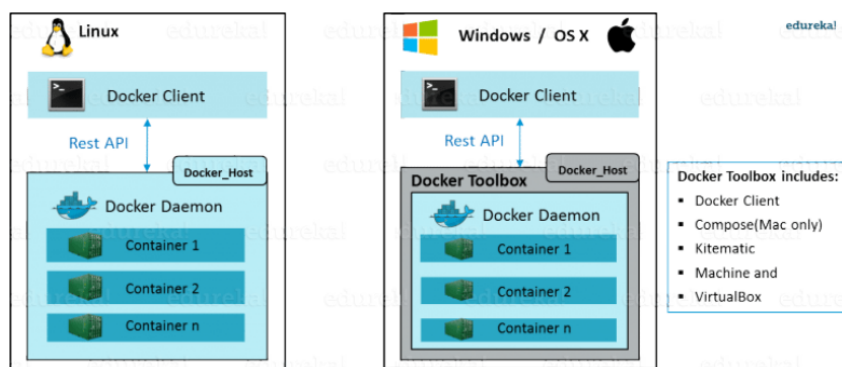 Linux
>_
Docker Client
Rest API
Docker_Host
Docker Daemon
Container 1
Container 2
Container n
Windows / OS X
>_
Docker Client
Rest API
Docker_Host
Docker Toolbox
Docker Daemon
Container 1
Container 2
Container n
edureka!
Docker Toolbox includes:
▪ Docker Client
▪ Compose(Mac only)
▪ Kitematic
▪ Machine and
▪ VirtualBox